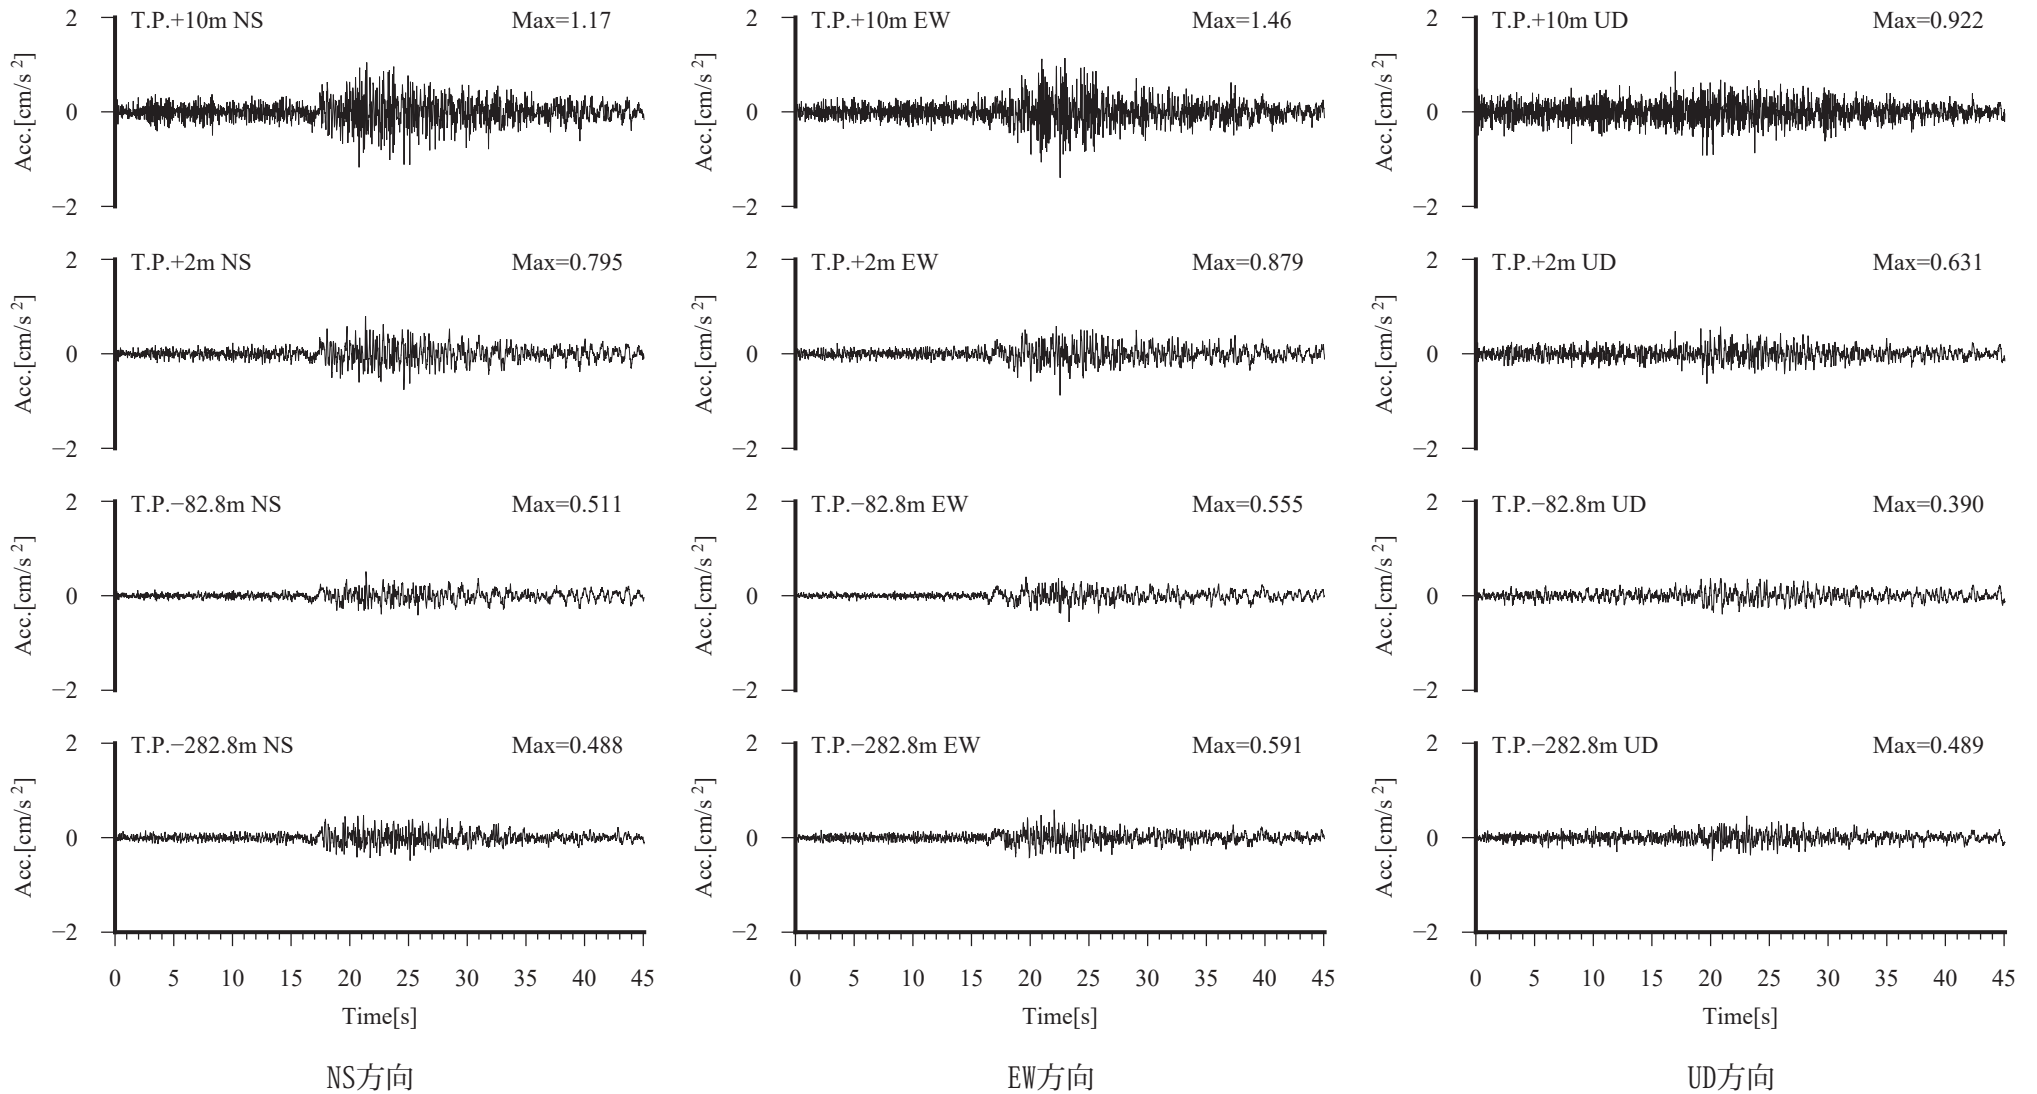 T.P.+10m NS Max=1.17
2
0
−2
Acc.[cm/s²]
T.P.+10m EW Max=1.46
2
0
−2
Acc.[cm/s²]
T.P.+10m UD Max=0.922
2
0
−2
Acc.[cm/s²]
T.P.+2m NS Max=0.795
2
0
−2
Acc.[cm/s²]
T.P.+2m EW Max=0.879
2
0
−2
Acc.[cm/s²]
T.P.+2m UD Max=0.631
2
0
−2
Acc.[cm/s²]
T.P.−82.8m NS Max=0.511
2
0
−2
Acc.[cm/s²]
T.P.−82.8m EW Max=0.555
2
0
−2
Acc.[cm/s²]
T.P.−82.8m UD Max=0.390
2
0
−2
Acc.[cm/s²]
T.P.−282.8m NS Max=0.488
2
0
−2
Acc.[cm/s²]
T.P.−282.8m EW Max=0.591
2
0
−2
Acc.[cm/s²]
T.P.−282.8m UD Max=0.489
2
0
−2
Acc.[cm/s²]
0 5 10 15 20 25 30 35 40 45
0 5 10 15 20 25 30 35 40 45
0 5 10 15 20 25 30 35 40 45
Time[s]
Time[s]
Time[s]
NS方向
EW方向
UD方向